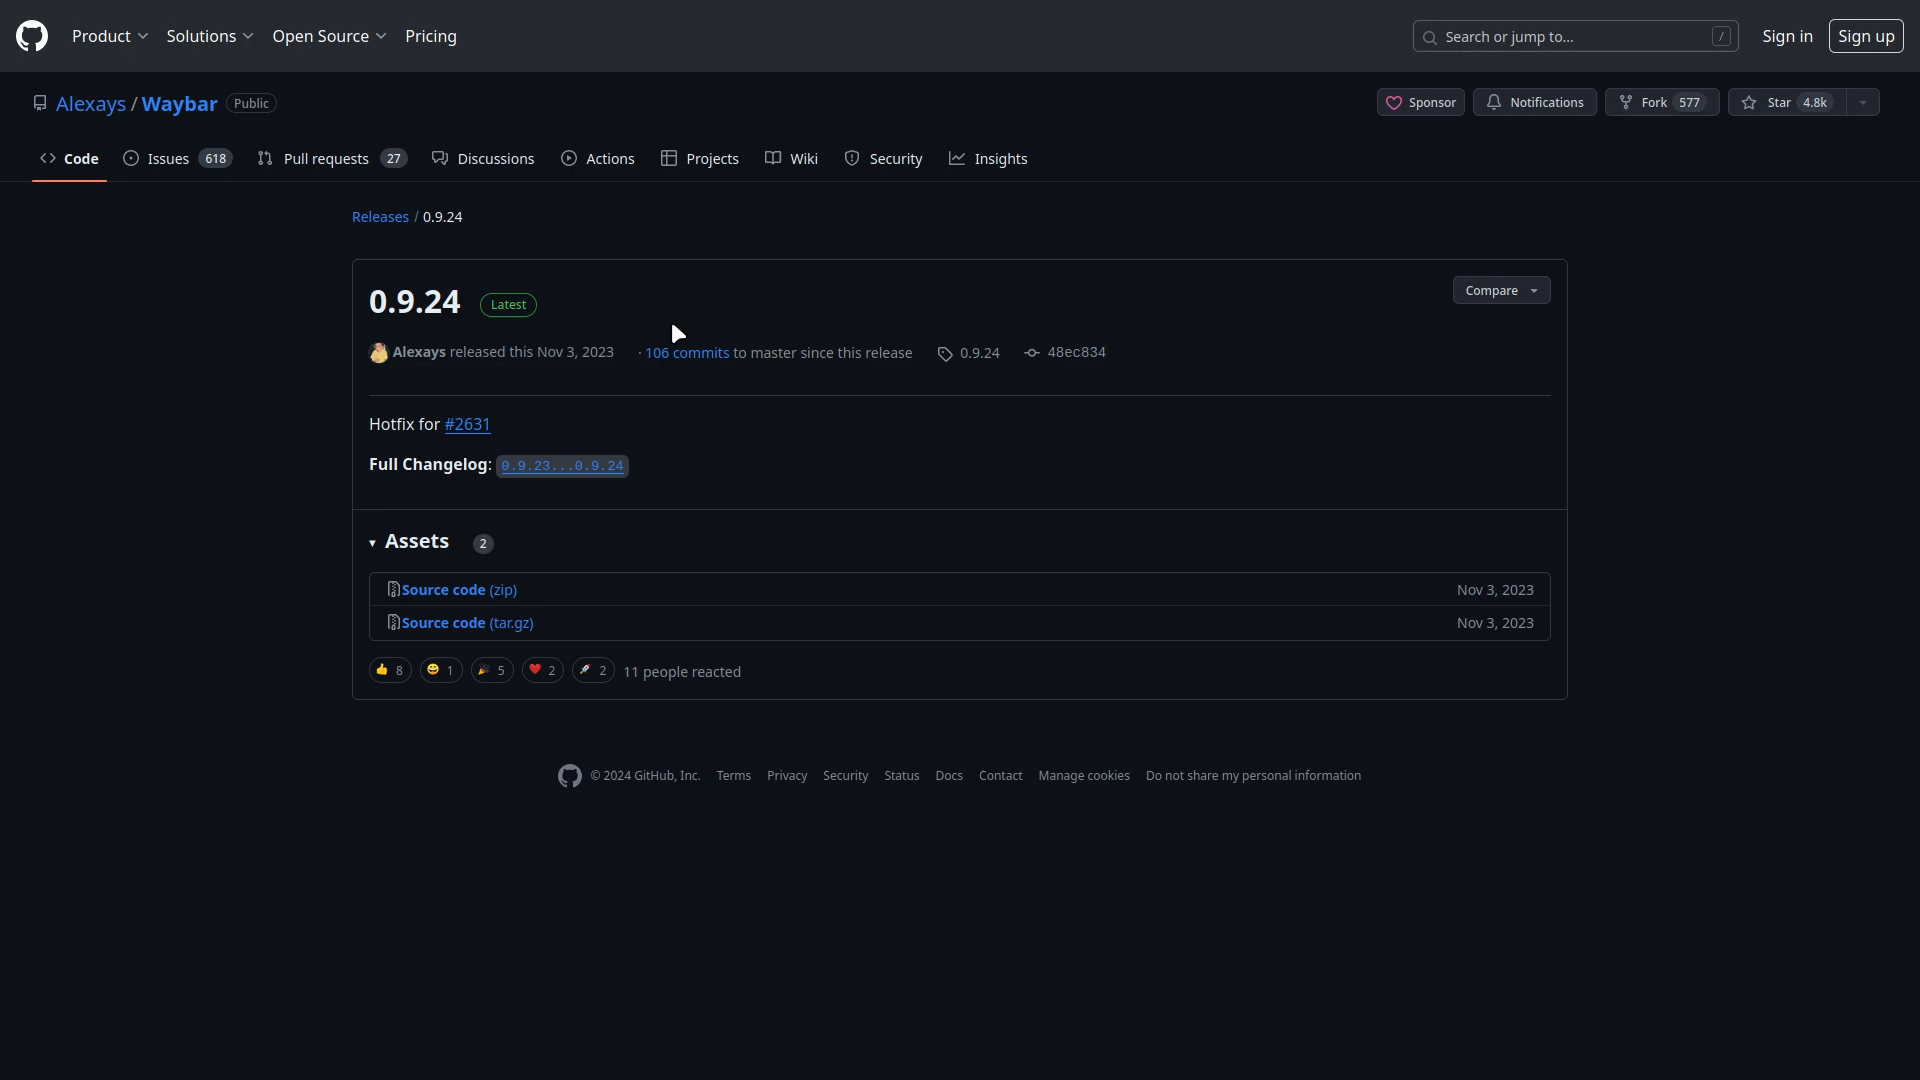 Product Solutions Open Source Pricing Search or jump to... / Sign in Sign up
Alexays / Waybar Public Sponsor Notifications Fork 577 Star 4.8k
Code Issues 618 Pull requests 27 Discussions Actions Projects Wiki Security Insights
Releases / 0.9.24
0.9.24 Latest Compare
Alexays released this Nov 3, 2023 · 106 commits to master since this release 0.9.24 48ec834
Hotfix for #2631
Full Changelog: 0.9.23...0.9.24
Assets 2
Source code (zip) Nov 3, 2023
Source code (tar.gz) Nov 3, 2023
👍 8 😄 1 🎉 5 ❤️ 2 🚀 2 11 people reacted
© 2024 GitHub, Inc. Terms Privacy Security Status Docs Contact Manage cookies Do not share my personal information